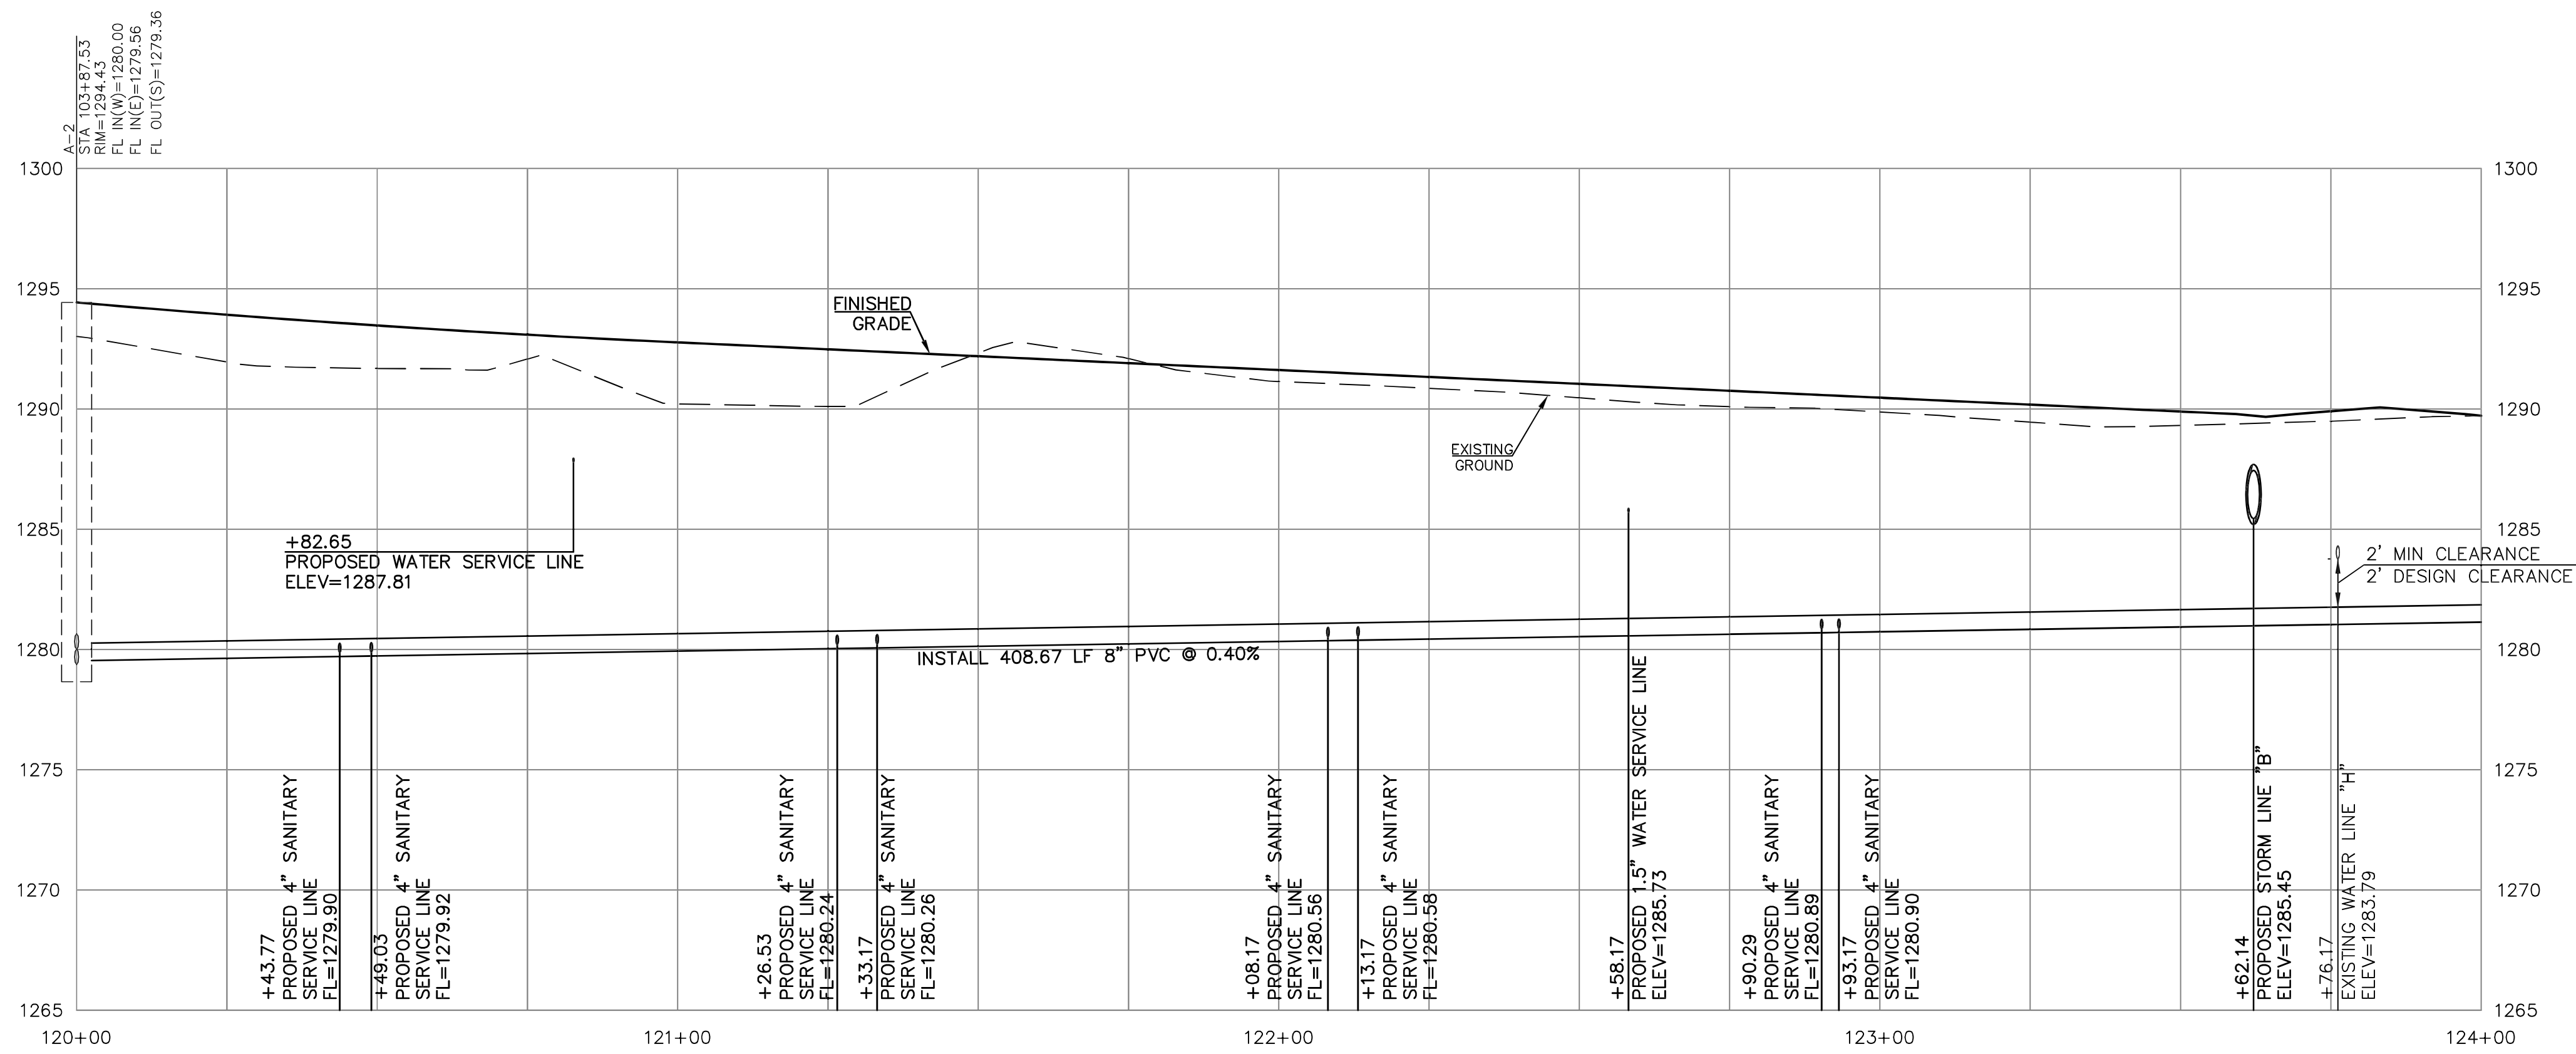 A-2
STA 103+87.53
RIM=1294.43
FL IN(W)=1280.00
FL IN(E)=1279.56
FL OUT(S)=1279.36
1300
1300
1295
1295
1290
1290
1285
1285
1280
1280
1275
1275
1270
1270
1265
1265
FINISHED
GRADE
EXISTING
GROUND
+82.65
PROPOSED WATER SERVICE LINE
ELEV=1287.81
2' MIN CLEARANCE
2' DESIGN CLEARANCE
INSTALL 408.67 LF 8" PVC @ 0.40%
+43.77
PROPOSED 4" SANITARY
SERVICE LINE
FL=1279.90
+49.03
PROPOSED 4" SANITARY
SERVICE LINE
FL=1279.92
+26.53
PROPOSED 4" SANITARY
SERVICE LINE
FL=1280.24
+33.17
PROPOSED 4" SANITARY
SERVICE LINE
FL=1280.26
+08.17
PROPOSED 4" SANITARY
SERVICE LINE
FL=1280.56
+13.17
PROPOSED 4" SANITARY
SERVICE LINE
FL=1280.58
+58.17
PROPOSED 1.5" WATER SERVICE LINE
ELEV=1285.73
+90.29
PROPOSED 4" SANITARY
SERVICE LINE
FL=1280.89
+93.17
PROPOSED 4" SANITARY
SERVICE LINE
FL=1280.90
+62.14
PROPOSED STORM LINE "B"
ELEV=1285.45
+76.17
EXISTING WATER LINE "H"
ELEV=1283.79
120+00
121+00
122+00
123+00
124+00